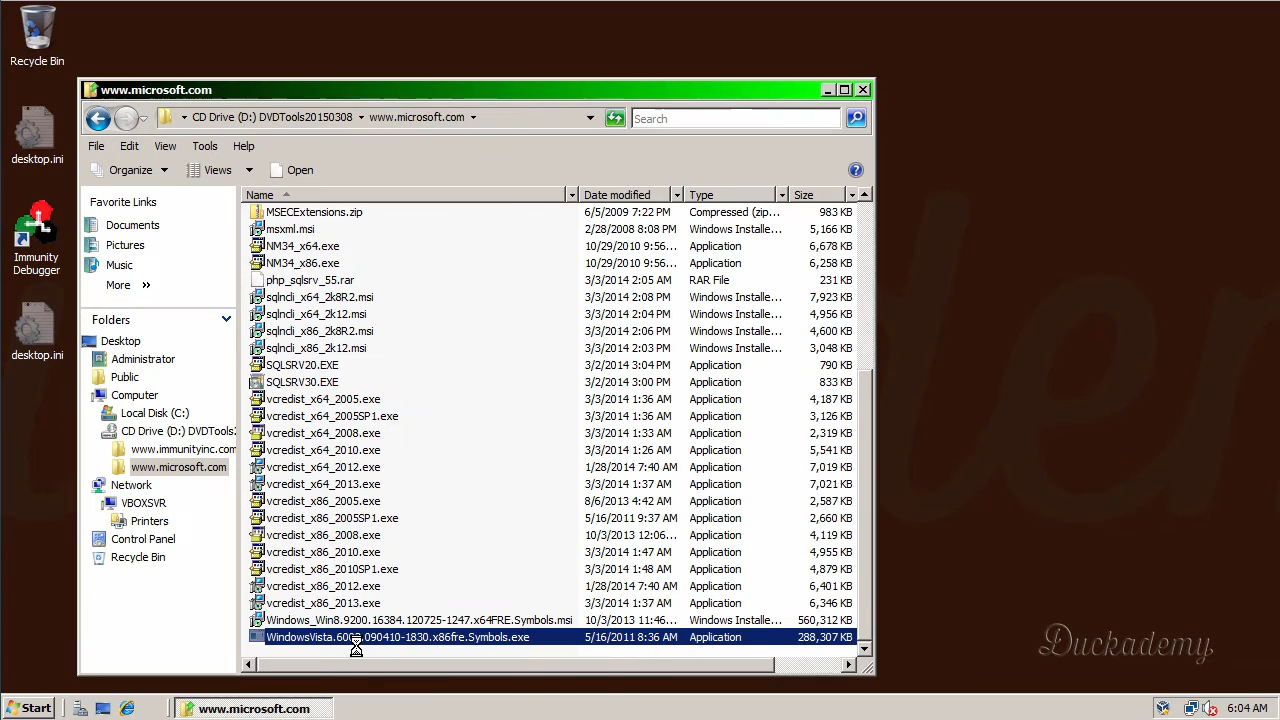 Recycle Bin
desktop.ini
Immunity
Debugger
desktop.ini
www.microsoft.com
CD Drive (D:) DVDTools20150308 www.microsoft.com Search
File Edit View Tools Help
Organize Views Open
Favorite Links
Documents
Pictures
Music
More »
Folders
Desktop
Administrator
Public
Computer
Local Disk (C:)
CD Drive (D:) DVDTools
www.immunityinc.com
www.microsoft.com
Network
VBOXSVR
Printers
Control Panel
Recycle Bin
Name Date modified Type Size
MSECExtensions.zip 6/5/2009 7:22 PM Compressed (zip... 983 KB
msxml.msi 2/28/2008 8:08 PM Windows Installe... 5,166 KB
NM34_x64.exe 10/29/2010 9:56... Application 6,678 KB
NM34_x86.exe 10/29/2010 9:56... Application 6,258 KB
php_sqlsrv_55.rar 3/3/2014 2:05 AM RAR File 231 KB
sqlncli_x64_2k8R2.msi 3/3/2014 2:08 PM Windows Installe... 7,923 KB
sqlncli_x64_2k12.msi 3/3/2014 2:04 PM Windows Installe... 4,956 KB
sqlncli_x86_2k8R2.msi 3/3/2014 2:06 PM Windows Installe... 4,600 KB
sqlncli_x86_2k12.msi 3/3/2014 2:03 PM Windows Installe... 3,048 KB
SQLSRV20.EXE 3/2/2014 3:04 PM Application 790 KB
SQLSRV30.EXE 3/2/2014 3:00 PM Application 833 KB
vcredist_x64_2005.exe 3/3/2014 1:36 AM Application 4,187 KB
vcredist_x64_2005SP1.exe 3/3/2014 1:36 AM Application 3,126 KB
vcredist_x64_2008.exe 3/3/2014 1:33 AM Application 2,319 KB
vcredist_x64_2010.exe 3/3/2014 1:26 AM Application 5,541 KB
vcredist_x64_2012.exe 1/28/2014 7:40 AM Application 7,019 KB
vcredist_x64_2013.exe 3/3/2014 1:37 AM Application 7,021 KB
vcredist_x86_2005.exe 8/6/2013 4:42 AM Application 2,587 KB
vcredist_x86_2005SP1.exe 5/16/2011 9:37 AM Application 2,660 KB
vcredist_x86_2008.exe 10/3/2013 12:06... Application 1,769 KB
vcredist_x86_2010.exe 3/3/2014 1:47 AM Application 4,955 KB
vcredist_x86_2010SP1.exe 3/3/2014 1:48 AM Application 4,879 KB
vcredist_x86_2012.exe 1/28/2014 7:40 AM Application 6,401 KB
vcredist_x86_2013.exe 3/3/2014 1:37 AM Application 6,346 KB
Windows_Win8.9200.16384.120725-1247.x64FRE.Symbols.msi 10/3/2013 11:46... Windows Installe... 560,312 KB
.090410-1830.x86fre.Symbols.exe 5/16/2011 8:36 AM Application 288,307 KB
Duckademy
Start www.microsoft.com 6:04 AM